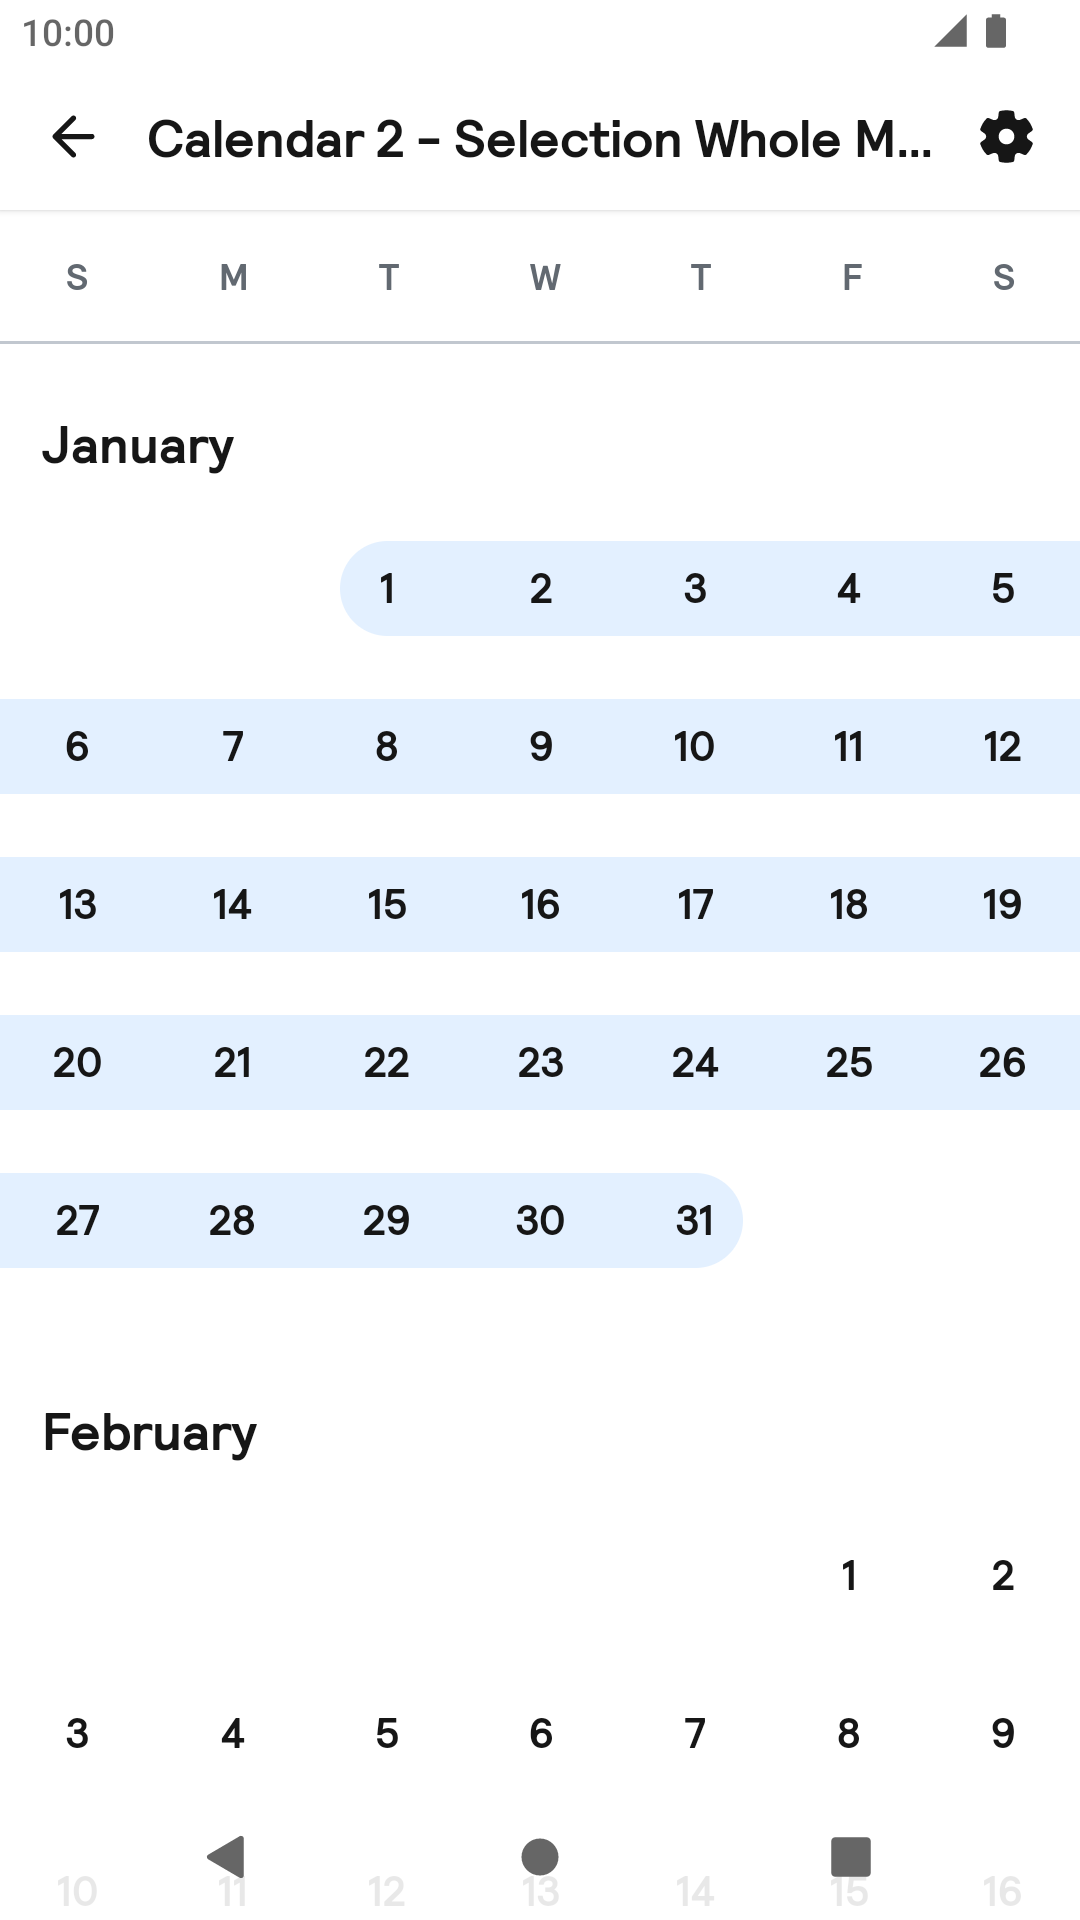 10:00
Calendar 2 - Selection Whole M...
S M T W T F S
January
1 2 3 4 5
6 7 8 9 10 11 12
13 14 15 16 17 18 19
20 21 22 23 24 25 26
27 28 29 30 31
February
1 2
3 4 5 6 7 8 9
10 11 12 13 14 15 16